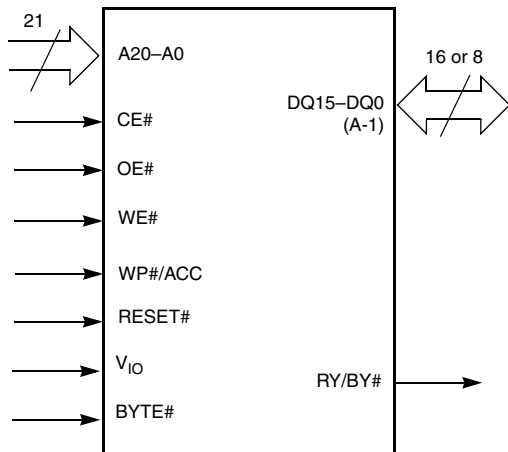 21
A20–A0
16 or 8
DQ15–DQ0
(A-1)
CE#
OE#
WE#
WP#/ACC
RESET#
VIO
RY/BY#
BYTE#